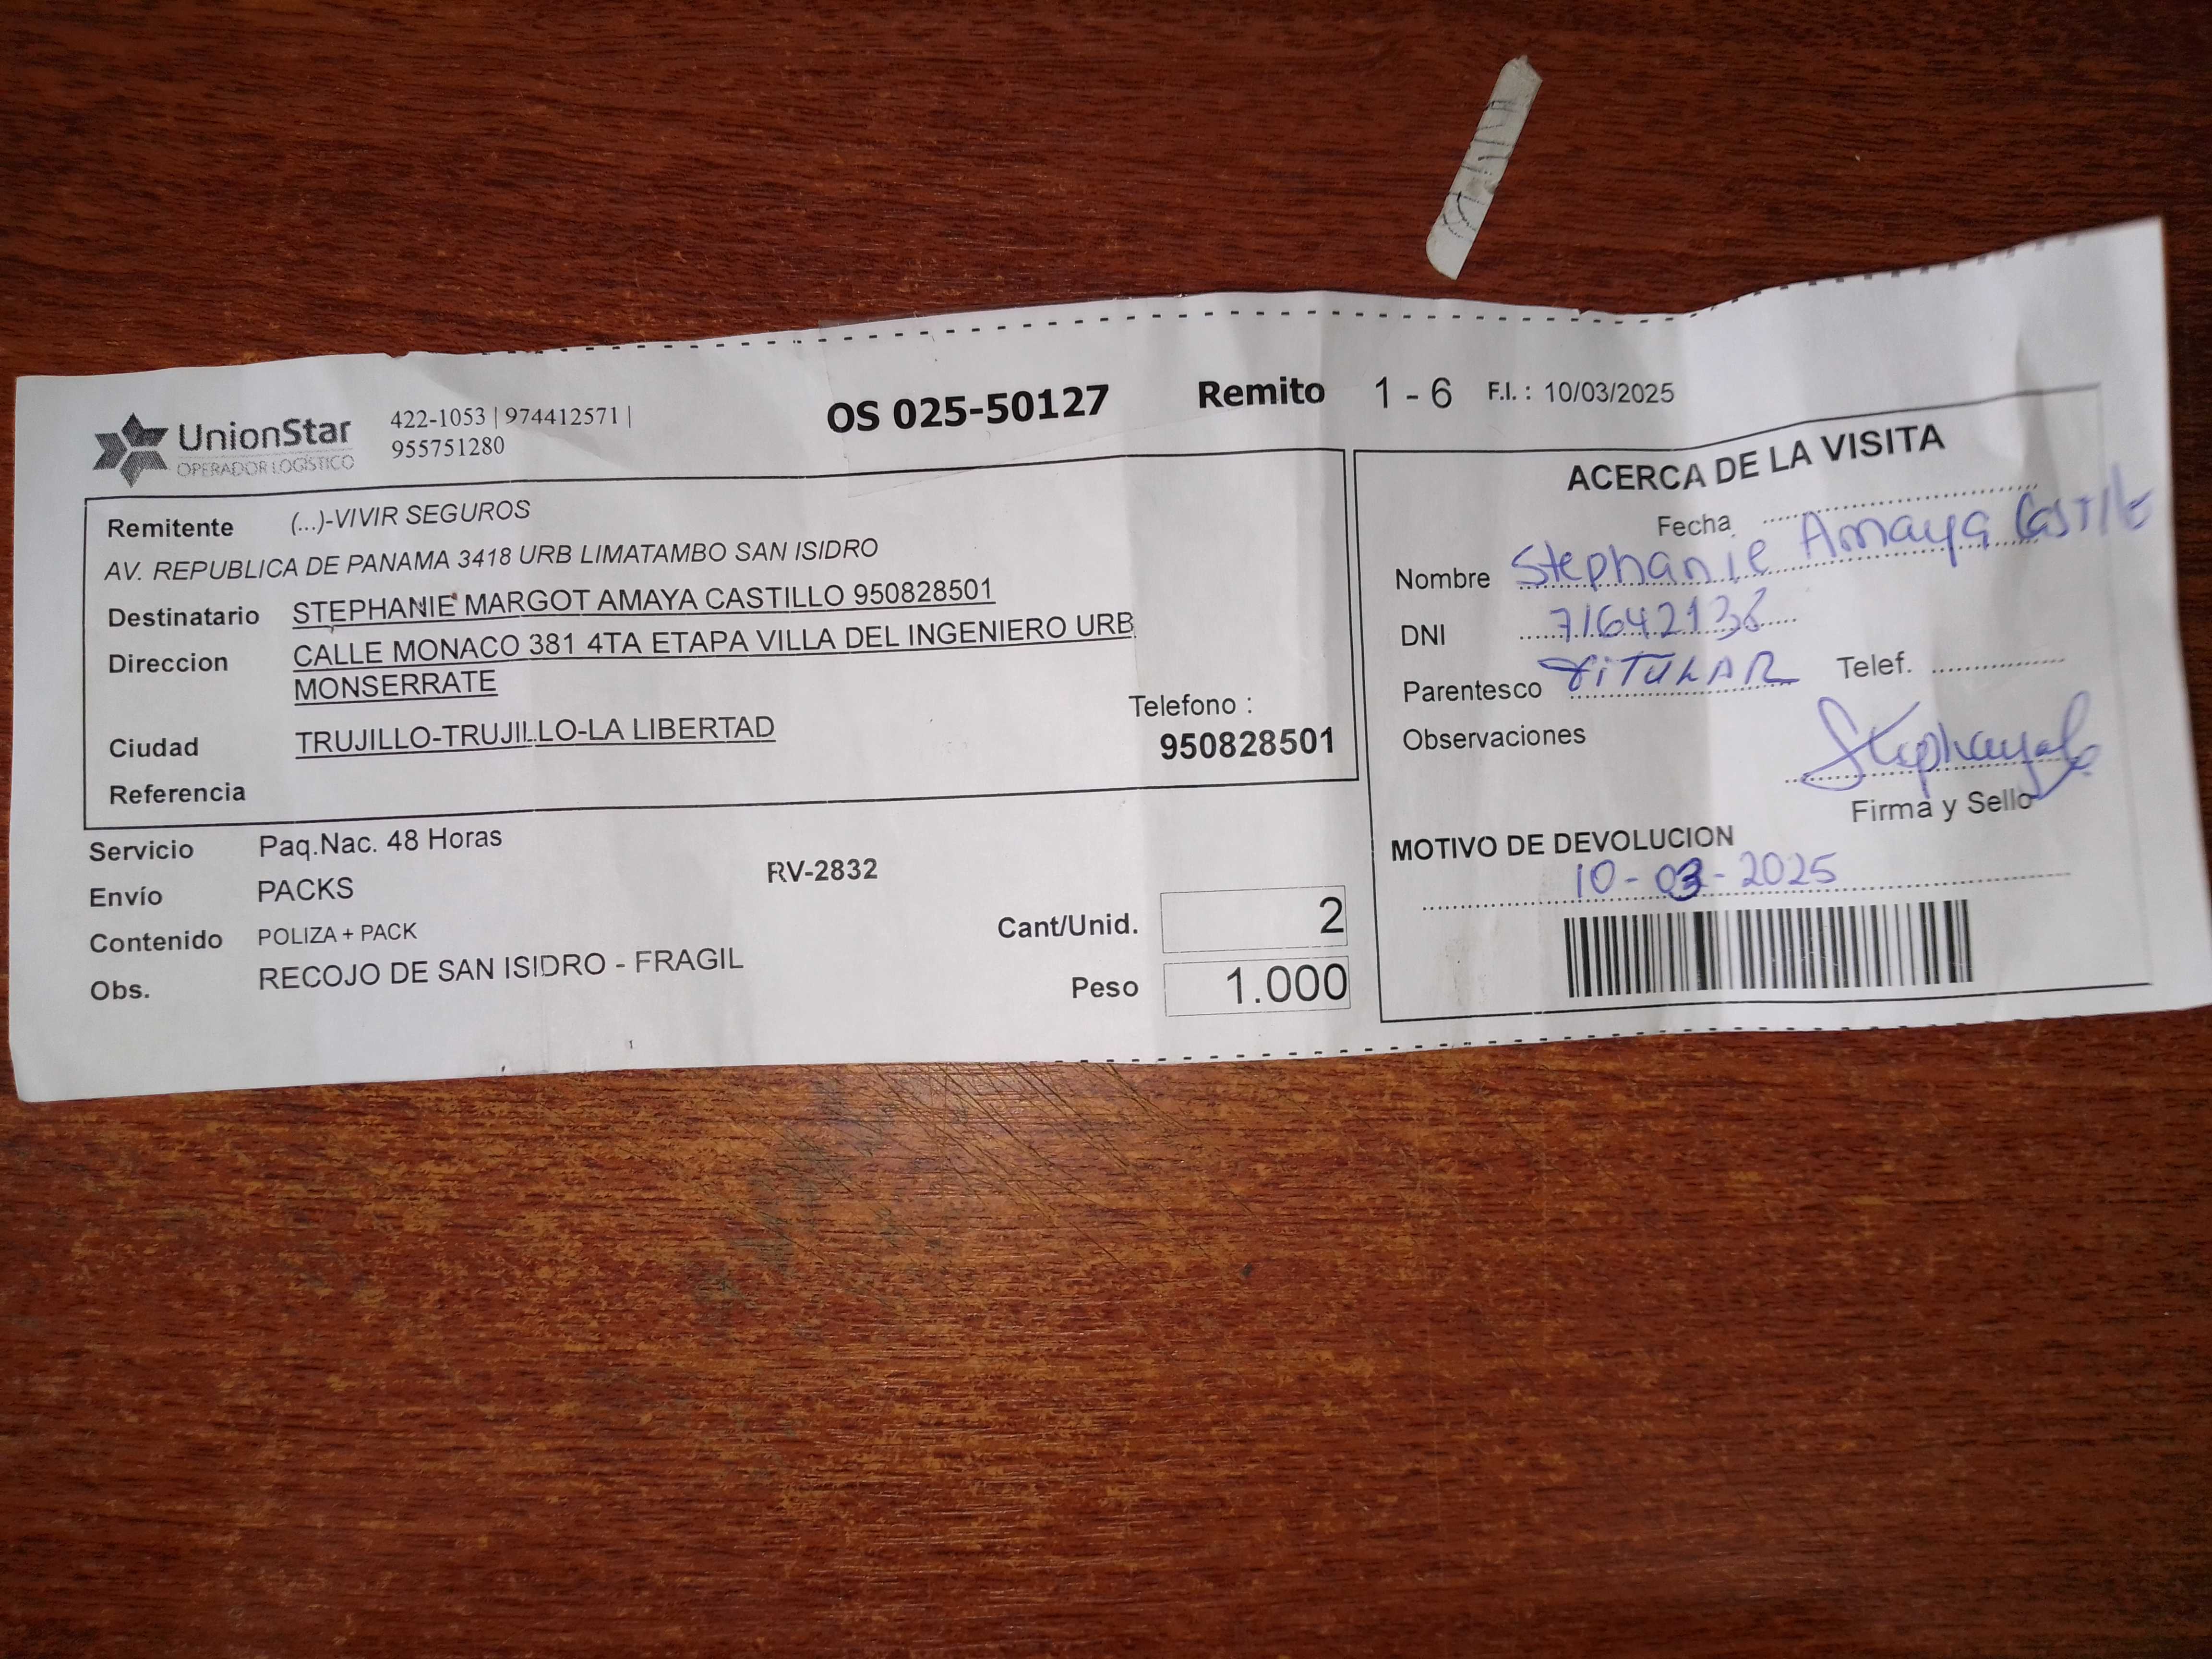 UnionStar
OPERADOR LOGÍSTICO
422-1053 | 974412571 |
955751280
OS 025-50127 Remito 1 - 6 F.I. : 10/03/2025
Remitente (...)-VIVIR SEGUROS
AV. REPUBLICA DE PANAMA 3418 URB LIMATAMBO SAN ISIDRO
Destinatario STEPHANIE MARGOT AMAYA CASTILLO 950828501
Direccion CALLE MONACO 381 4TA ETAPA VILLA DEL INGENIERO URB
MONSERRATE
Ciudad TRUJILLO-TRUJILLO-LA LIBERTAD
Telefono :
950828501
Referencia
Servicio Paq.Nac. 48 Horas
Envío PACKS
RV-2832
Contenido POLIZA + PACK
Obs. RECOJO DE SAN ISIDRO - FRAGIL
Cant/Unid. 2
Peso 1.000
1
ACERCA DE LA VISITA
Fecha
Nombre Stephanie Amaya Castillo
DNI 71642138
Parentesco TITULAR Telef.
Observaciones
Firma y Sello
MOTIVO DE DEVOLUCION
10-03-2025